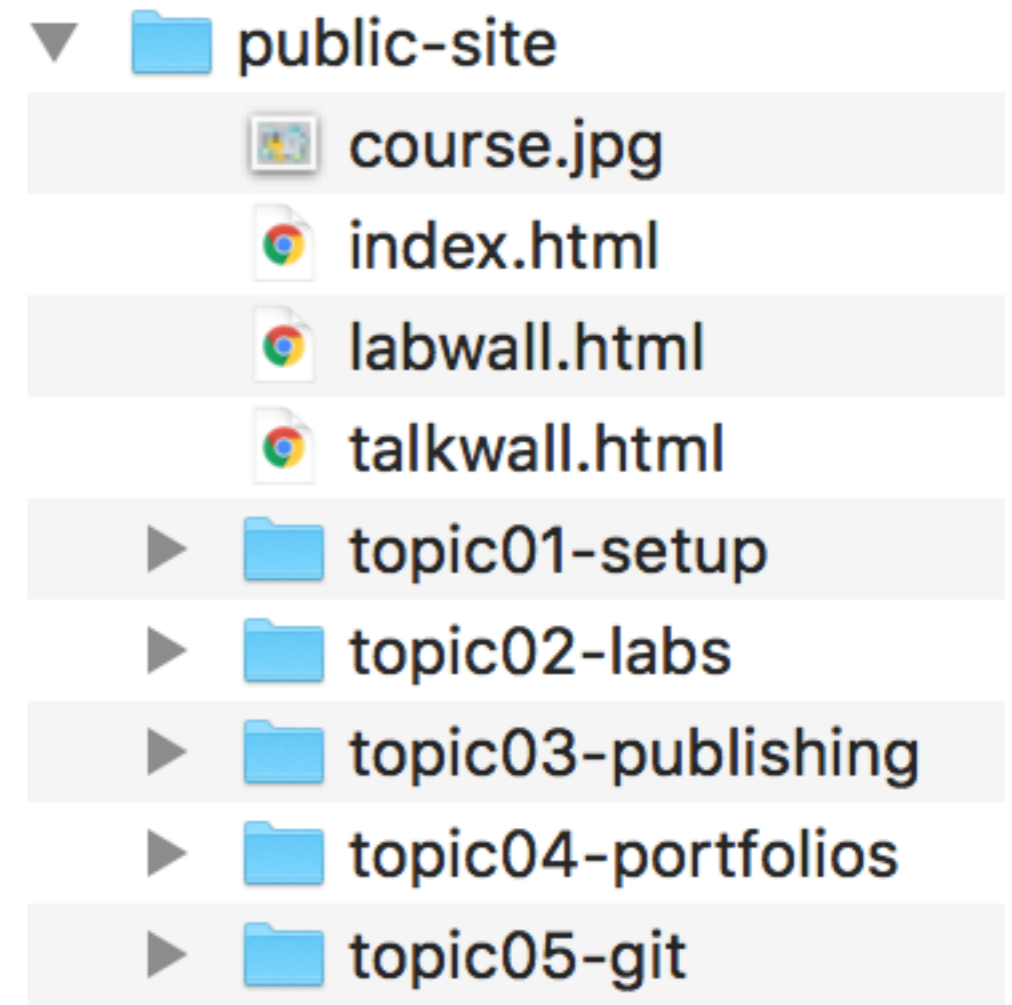 public-site
course.jpg
index.html
labwall.html
talkwall.html
topic01-setup
topic02-labs
topic03-publishing
topic04-portfolios
topic05-git